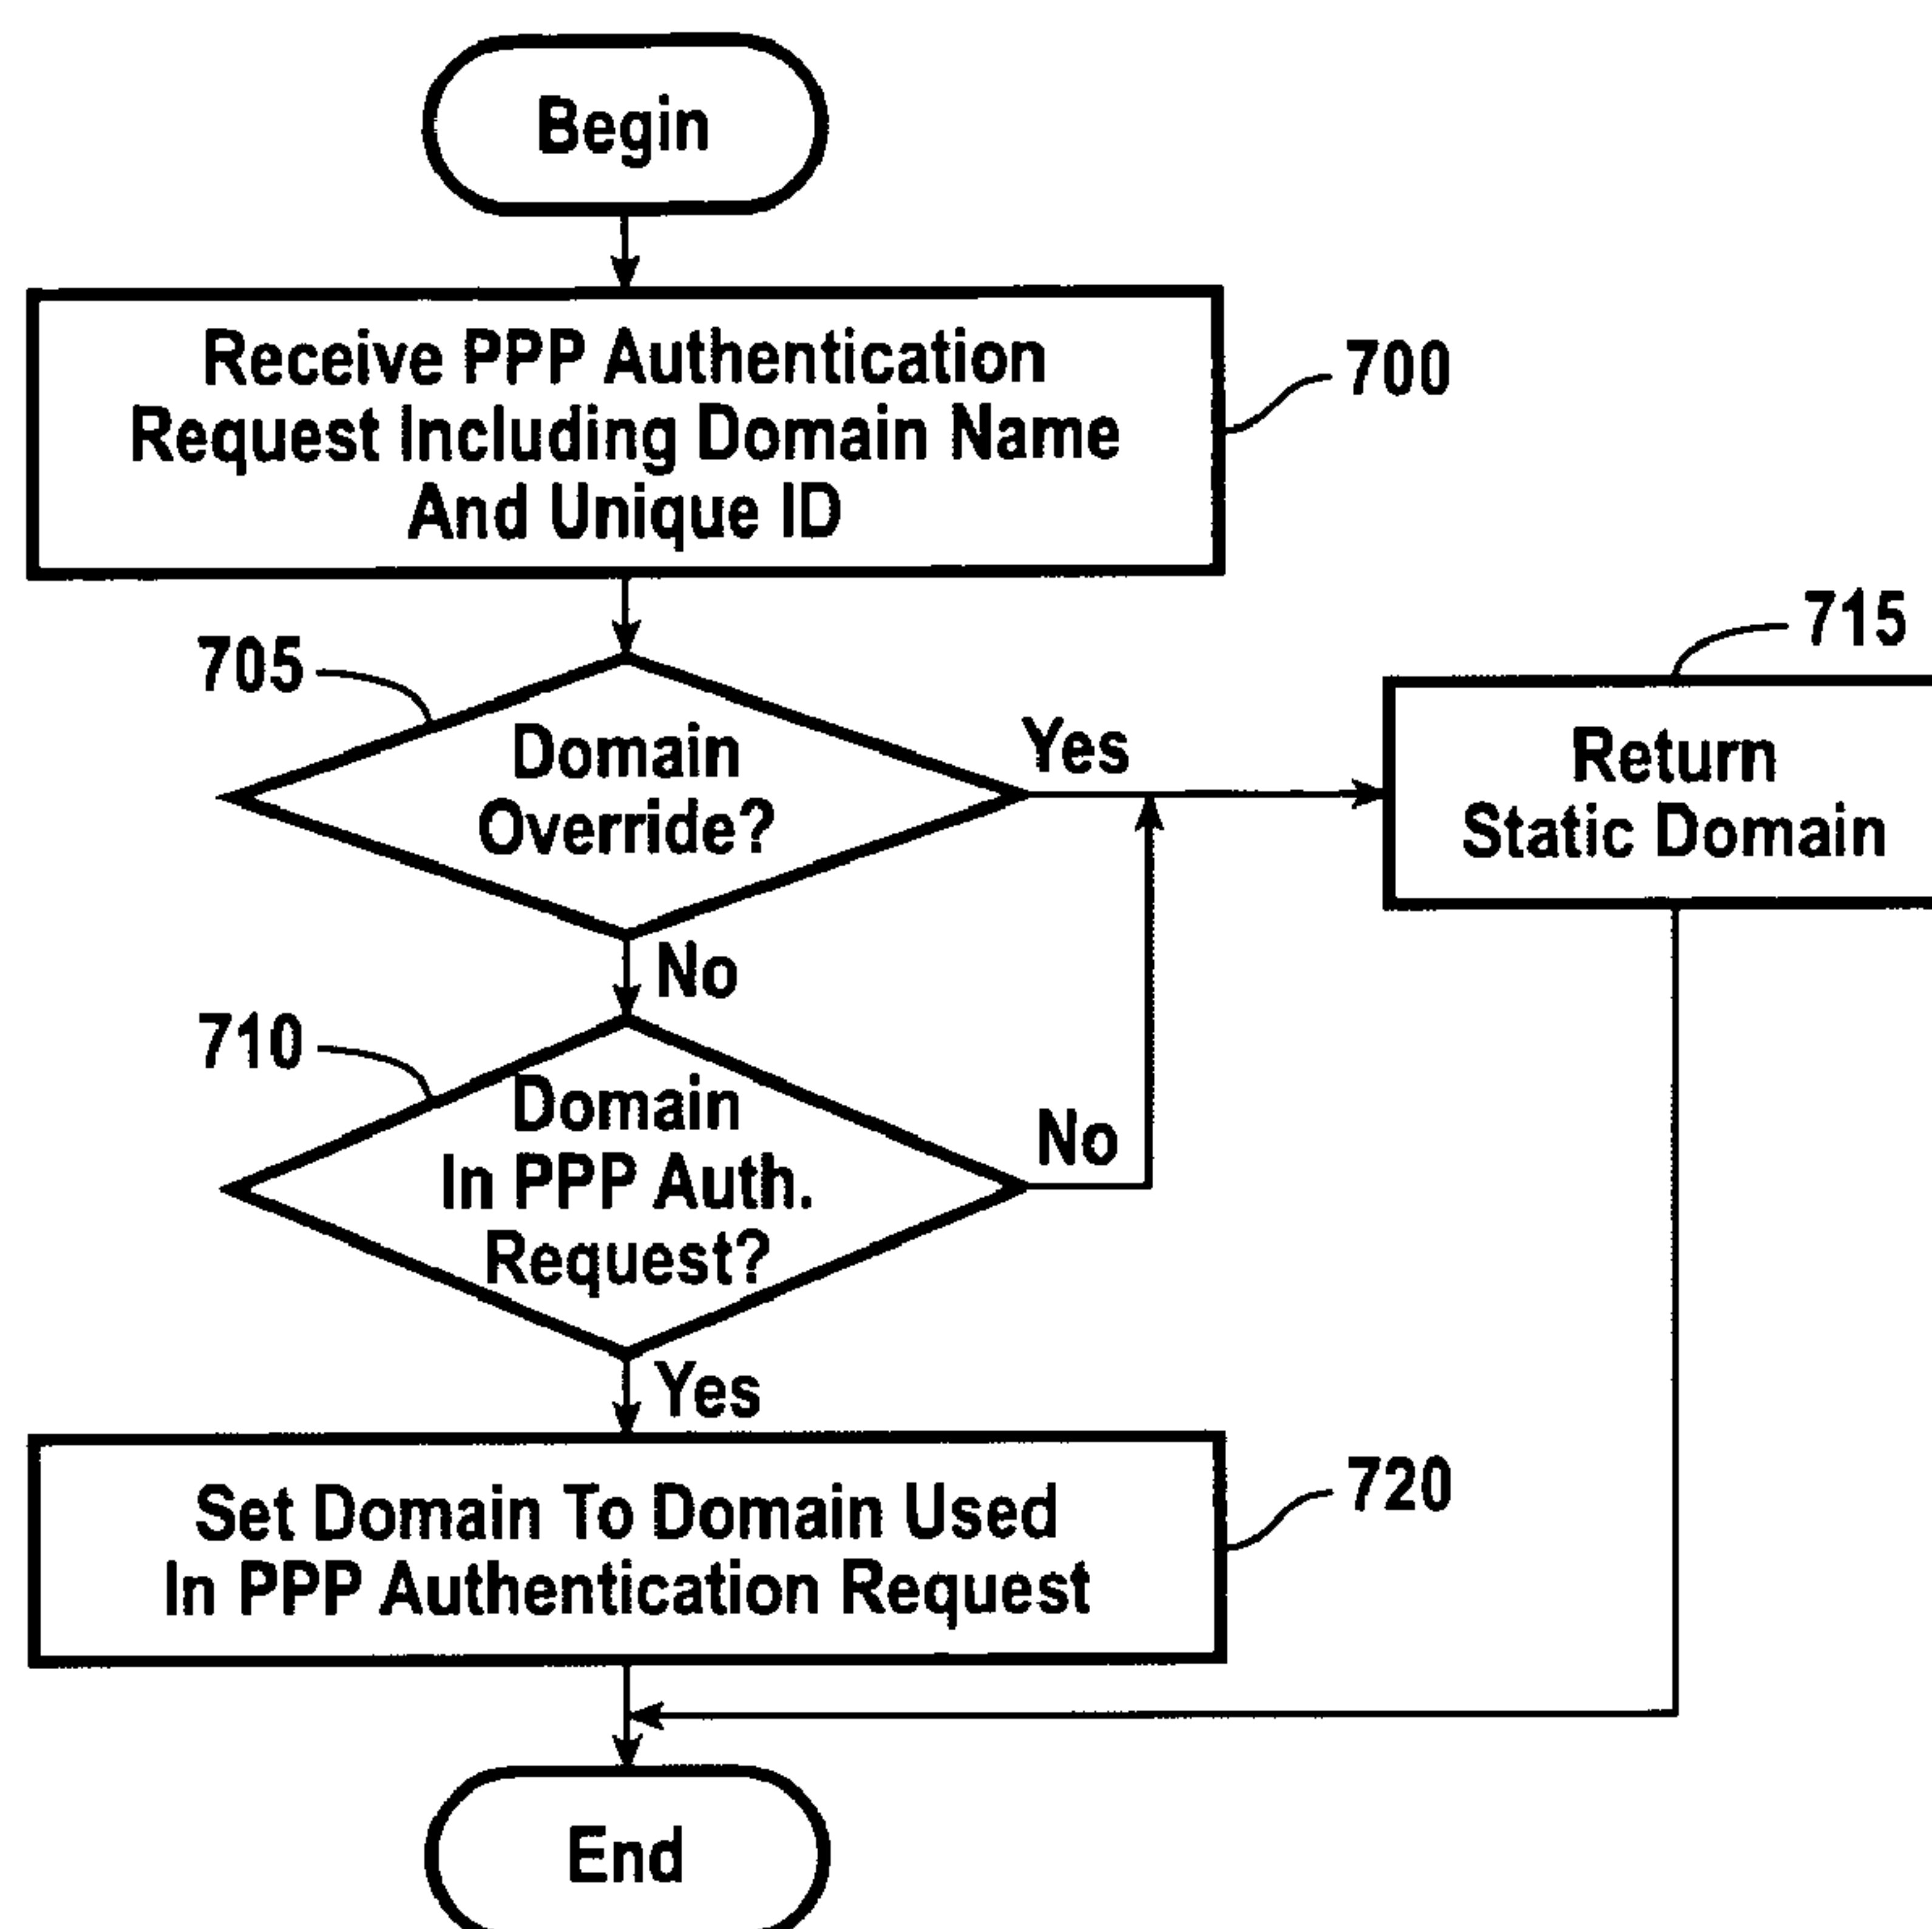 Begin
Receive PPP Authentication
Request Including Domain Name
And Unique ID
700
705
Domain
Override?
Yes
715
Return
Static Domain
No
710
Domain
In PPP Auth.
Request?
No
Yes
Set Domain To Domain Used
In PPP Authentication Request
720
End